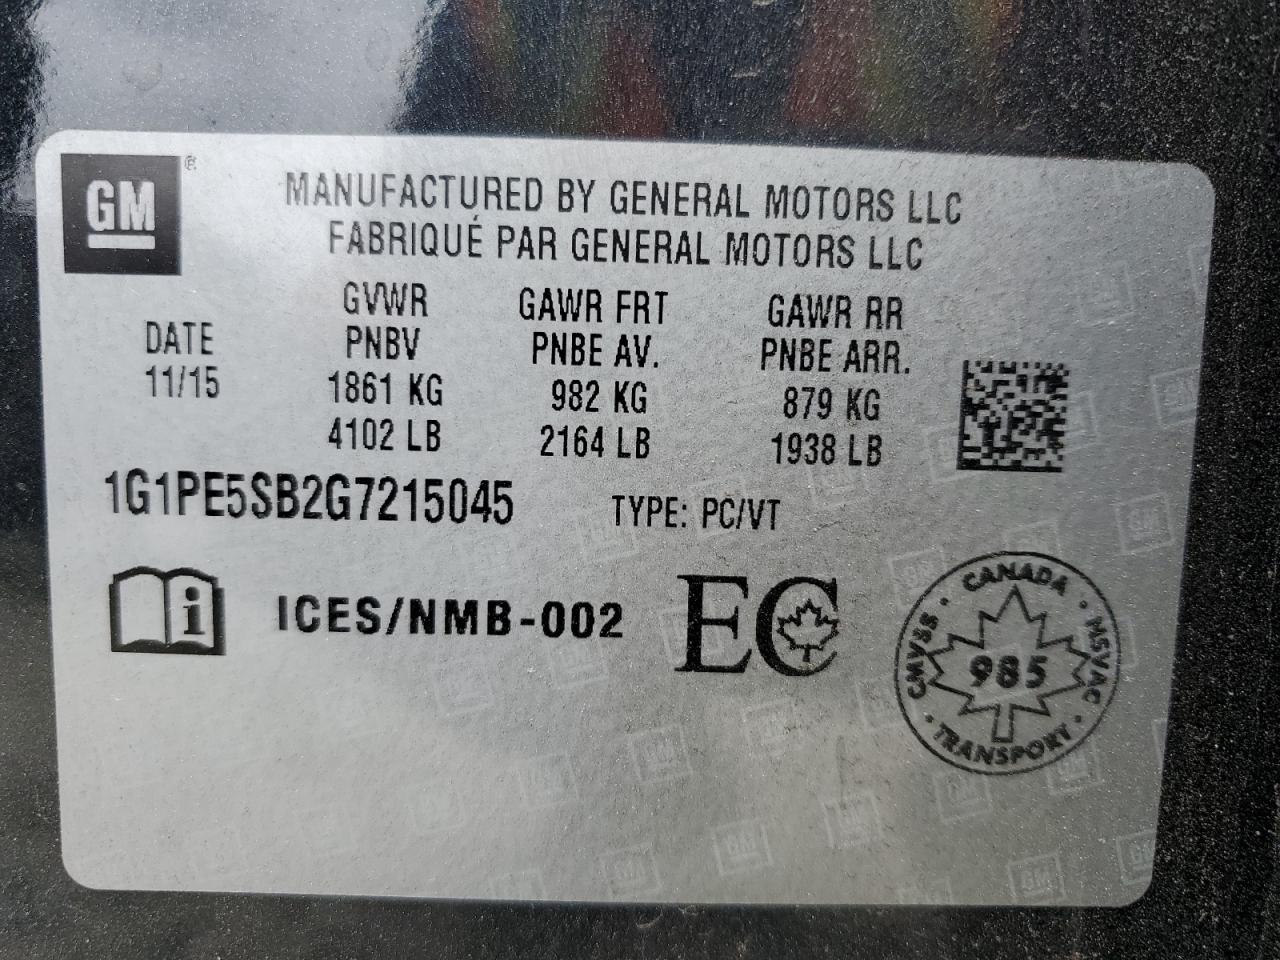 GM®
MANUFACTURED BY GENERAL MOTORS LLC
FABRIQUÉ PAR GENERAL MOTORS LLC
DATE
11/15
GVWR
PNBV
1861 KG
4102 LB
GAWR FRT
PNBE AV.
982 KG
2164 LB
GAWR RR
PNBE ARR.
879 KG
1938 LB
1G1PE5SB2G7215045
TYPE: PC/VT
i
ICES/NMB-002
EC
· CANADA ·
CMVSS
985
NSVAC
· TRANSPORT ·